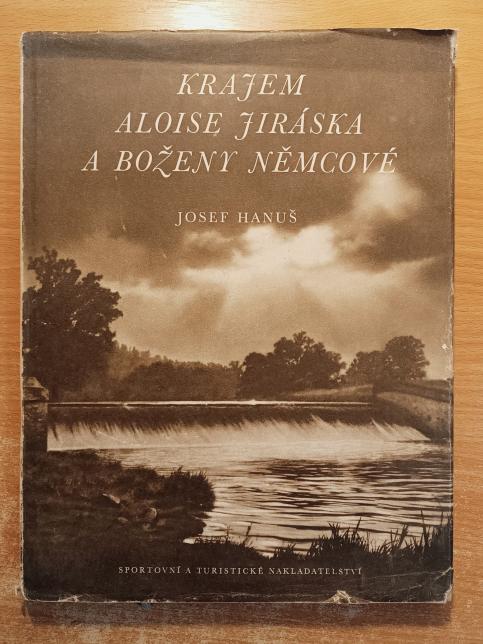 KRAJEM
ALOISE JIRÁSKA
A BOŽENY NĚMCOVÉ
JOSEF HANUŠ
SPORTOVNÍ A TURISTICKÉ NAKLADATELSTVÍ